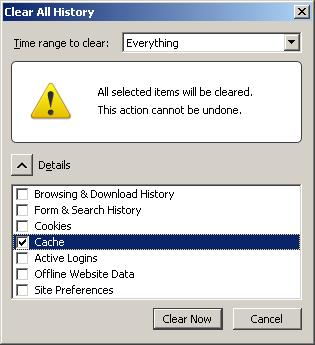 Clear All History
Time range to clear: Everything
All selected items will be cleared.
This action cannot be undone.
Details
Browsing & Download History
Form & Search History
Cookies
Cache
Active Logins
Offline Website Data
Site Preferences
Clear Now Cancel